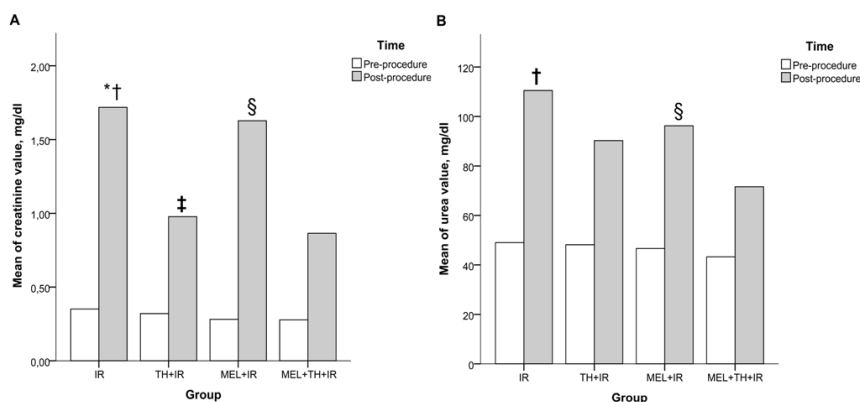 A
Time
Pre-procedure
Post-procedure
Mean of creatinine value, mg/dl
2,00
1,50
1,00
0,50
0,00
*†
‡
§
IR
TH+IR
MEL+IR
MEL+TH+IR
Group
B
Time
Pre-procedure
Post-procedure
Mean of urea value, mg/dl
120
100
80
60
40
20
0
†
§
IR
TH+IR
MEL+IR
MEL+TH+IR
Group